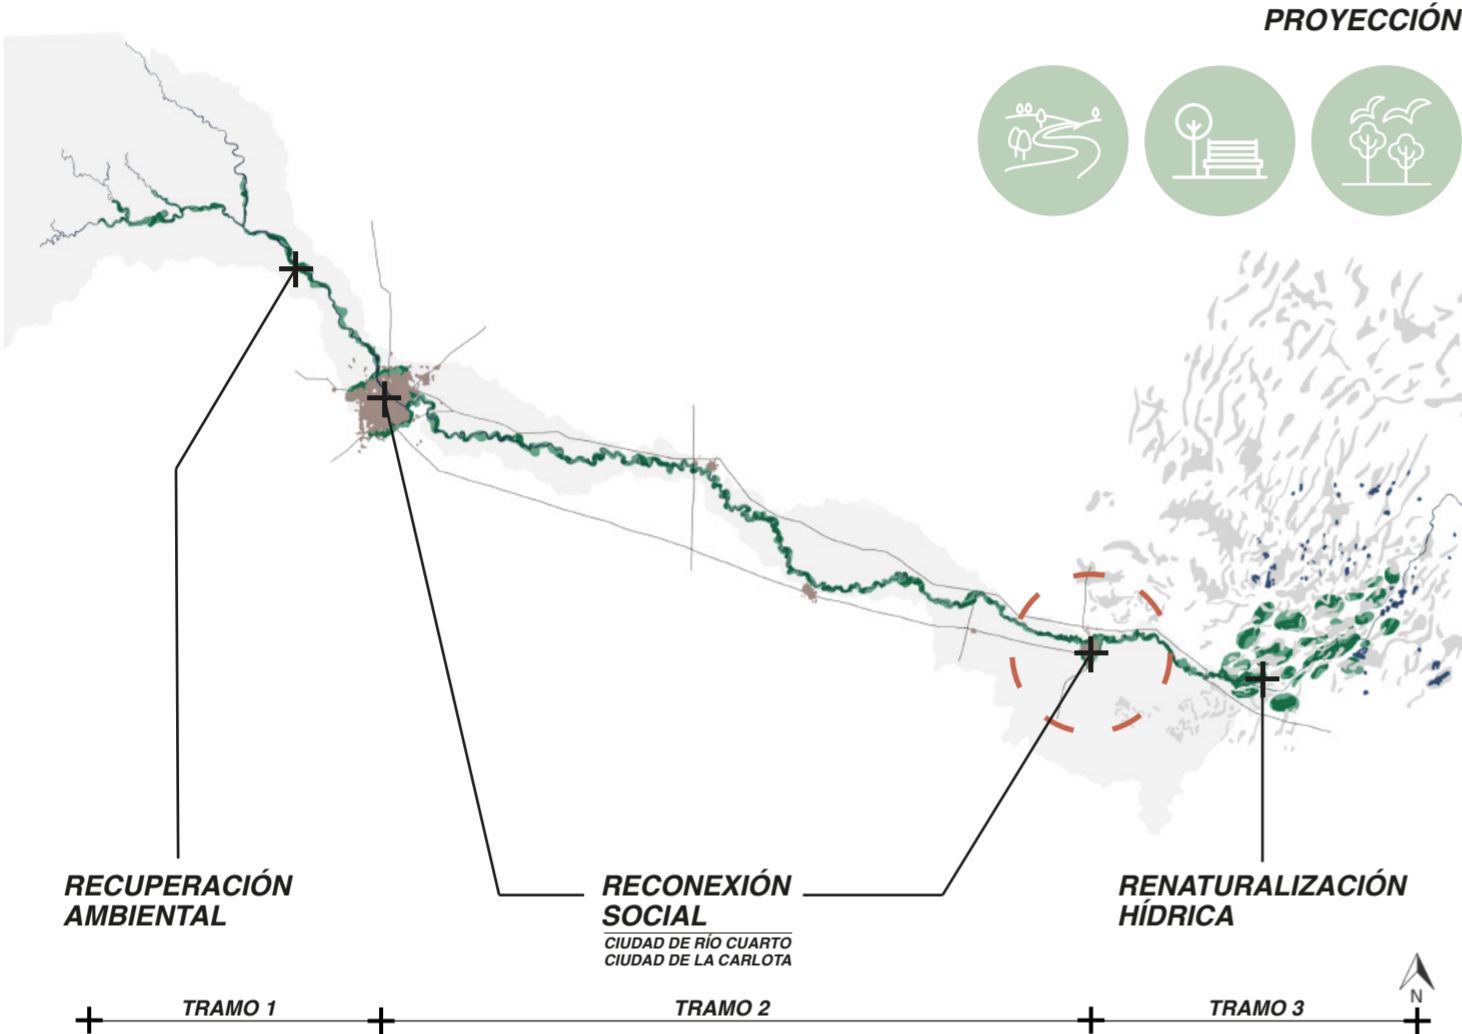 PROYECCIÓN
RECUPERACIÓN
AMBIENTAL
RECONEXIÓN
SOCIAL
CIUDAD DE RÍO CUARTO
CIUDAD DE LA CARLOTA
RENATURALIZACIÓN
HÍDRICA
N
TRAMO 1
TRAMO 2
TRAMO 3